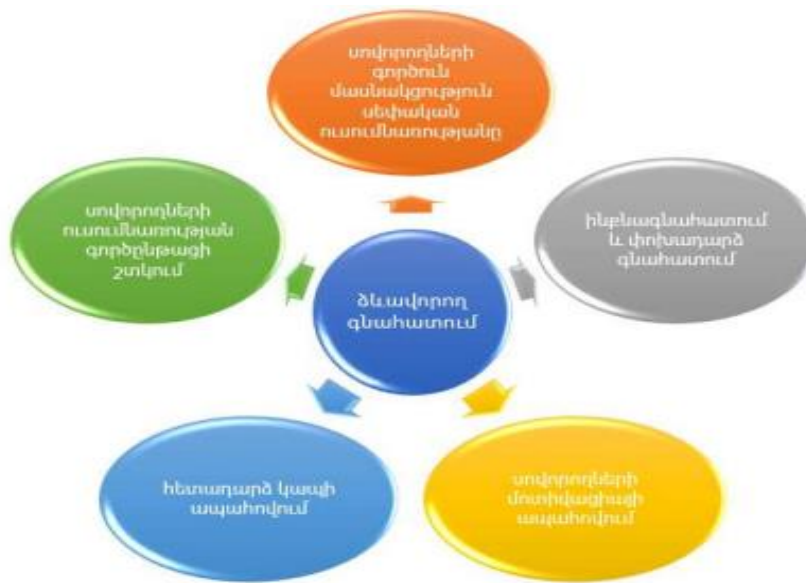 սովորողների
գործուն
մասնակցություն
սեփական
ուսումնառությանը
սովորողների
ուսումնառության
գործընթացի
շտկում
ինքնագնահատում
և փոխադարձ
գնահատում
ձևավորող
գնահատում
հետադարձ կապի
ապահովում
սովորողների
մոտիվացիայի
ապահովում